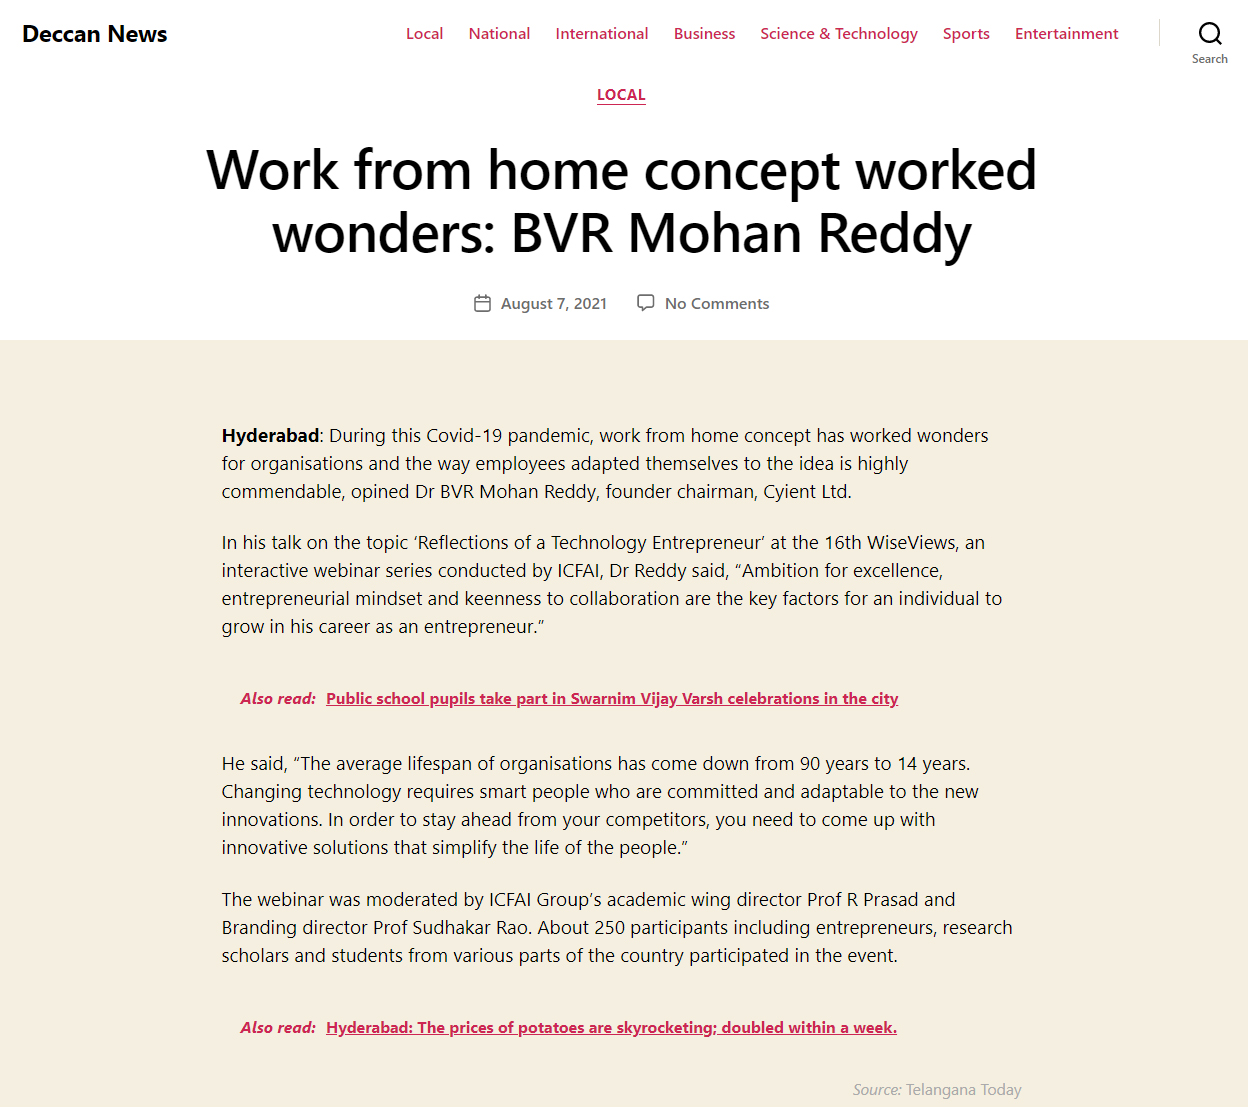 Deccan News
Local National International Business Science & Technology Sports Entertainment
Search
LOCAL
Work from home concept worked
wonders: BVR Mohan Reddy
August 7, 2021 No Comments
Hyderabad: During this Covid-19 pandemic, work from home concept has worked wonders
for organisations and the way employees adapted themselves to the idea is highly
commendable, opined Dr BVR Mohan Reddy, founder chairman, Cyient Ltd.
In his talk on the topic ‘Reflections of a Technology Entrepreneur’ at the 16th WiseViews, an
interactive webinar series conducted by ICFAI, Dr Reddy said, “Ambition for excellence,
entrepreneurial mindset and keenness to collaboration are the key factors for an individual to
grow in his career as an entrepreneur.”
Also read: Public school pupils take part in Swarnim Vijay Varsh celebrations in the city
He said, “The average lifespan of organisations has come down from 90 years to 14 years.
Changing technology requires smart people who are committed and adaptable to the new
innovations. In order to stay ahead from your competitors, you need to come up with
innovative solutions that simplify the life of the people.”
The webinar was moderated by ICFAI Group’s academic wing director Prof R Prasad and
Branding director Prof Sudhakar Rao. About 250 participants including entrepreneurs, research
scholars and students from various parts of the country participated in the event.
Also read: Hyderabad: The prices of potatoes are skyrocketing; doubled within a week.
Source: Telangana Today